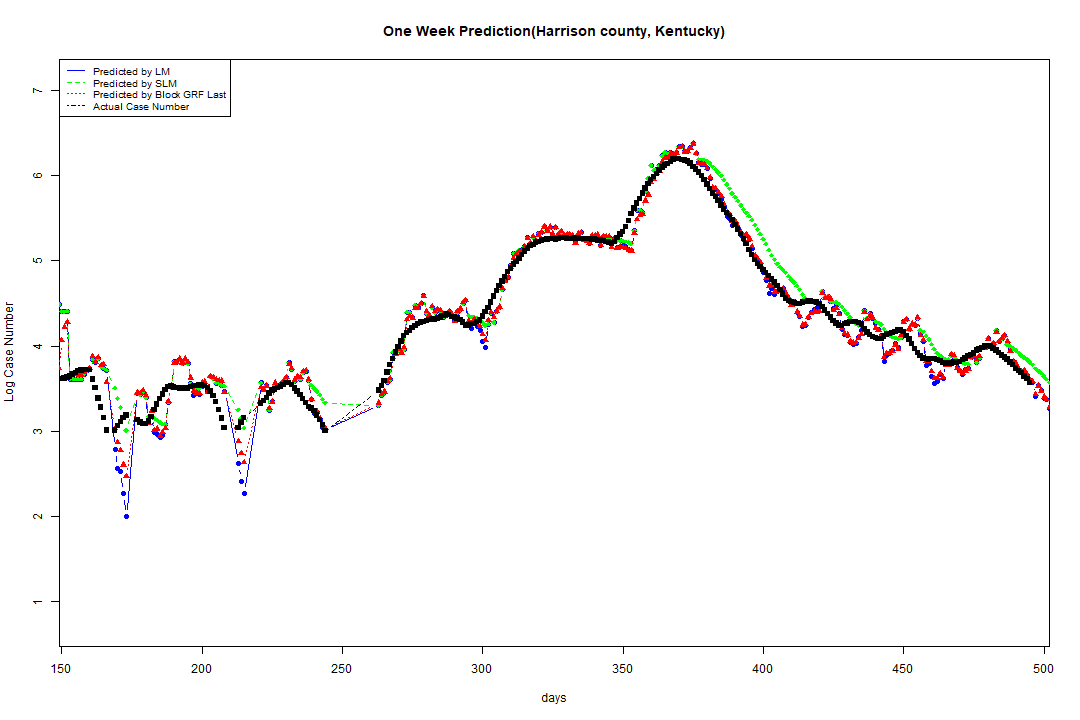 One Week Prediction(Harrison county, Kentucky)
Predicted by LM
Predicted by SLM
Predicted by Block GRF Last
Actual Case Number
7
6
5
4
3
2
1
Log Case Number
150 200 250 300 350 400 450 500
days